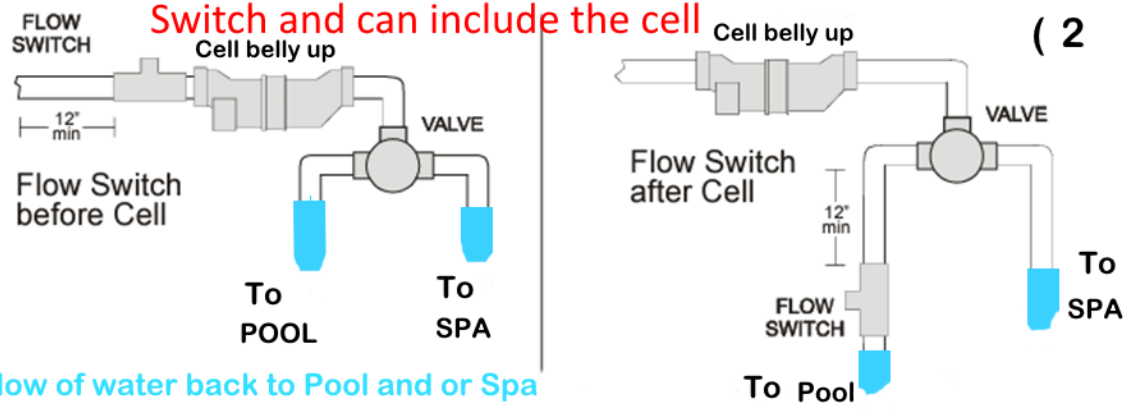 Switch and can include the cell
FLOW
SWITCH
Cell belly up
12"
min
VALVE
Flow Switch
before Cell
To
POOL
To
SPA
low of water back to Pool and or Spa
Cell belly up
( 2
VALVE
Flow Switch
after Cell
12"
min
FLOW
SWITCH
To
SPA
To Pool